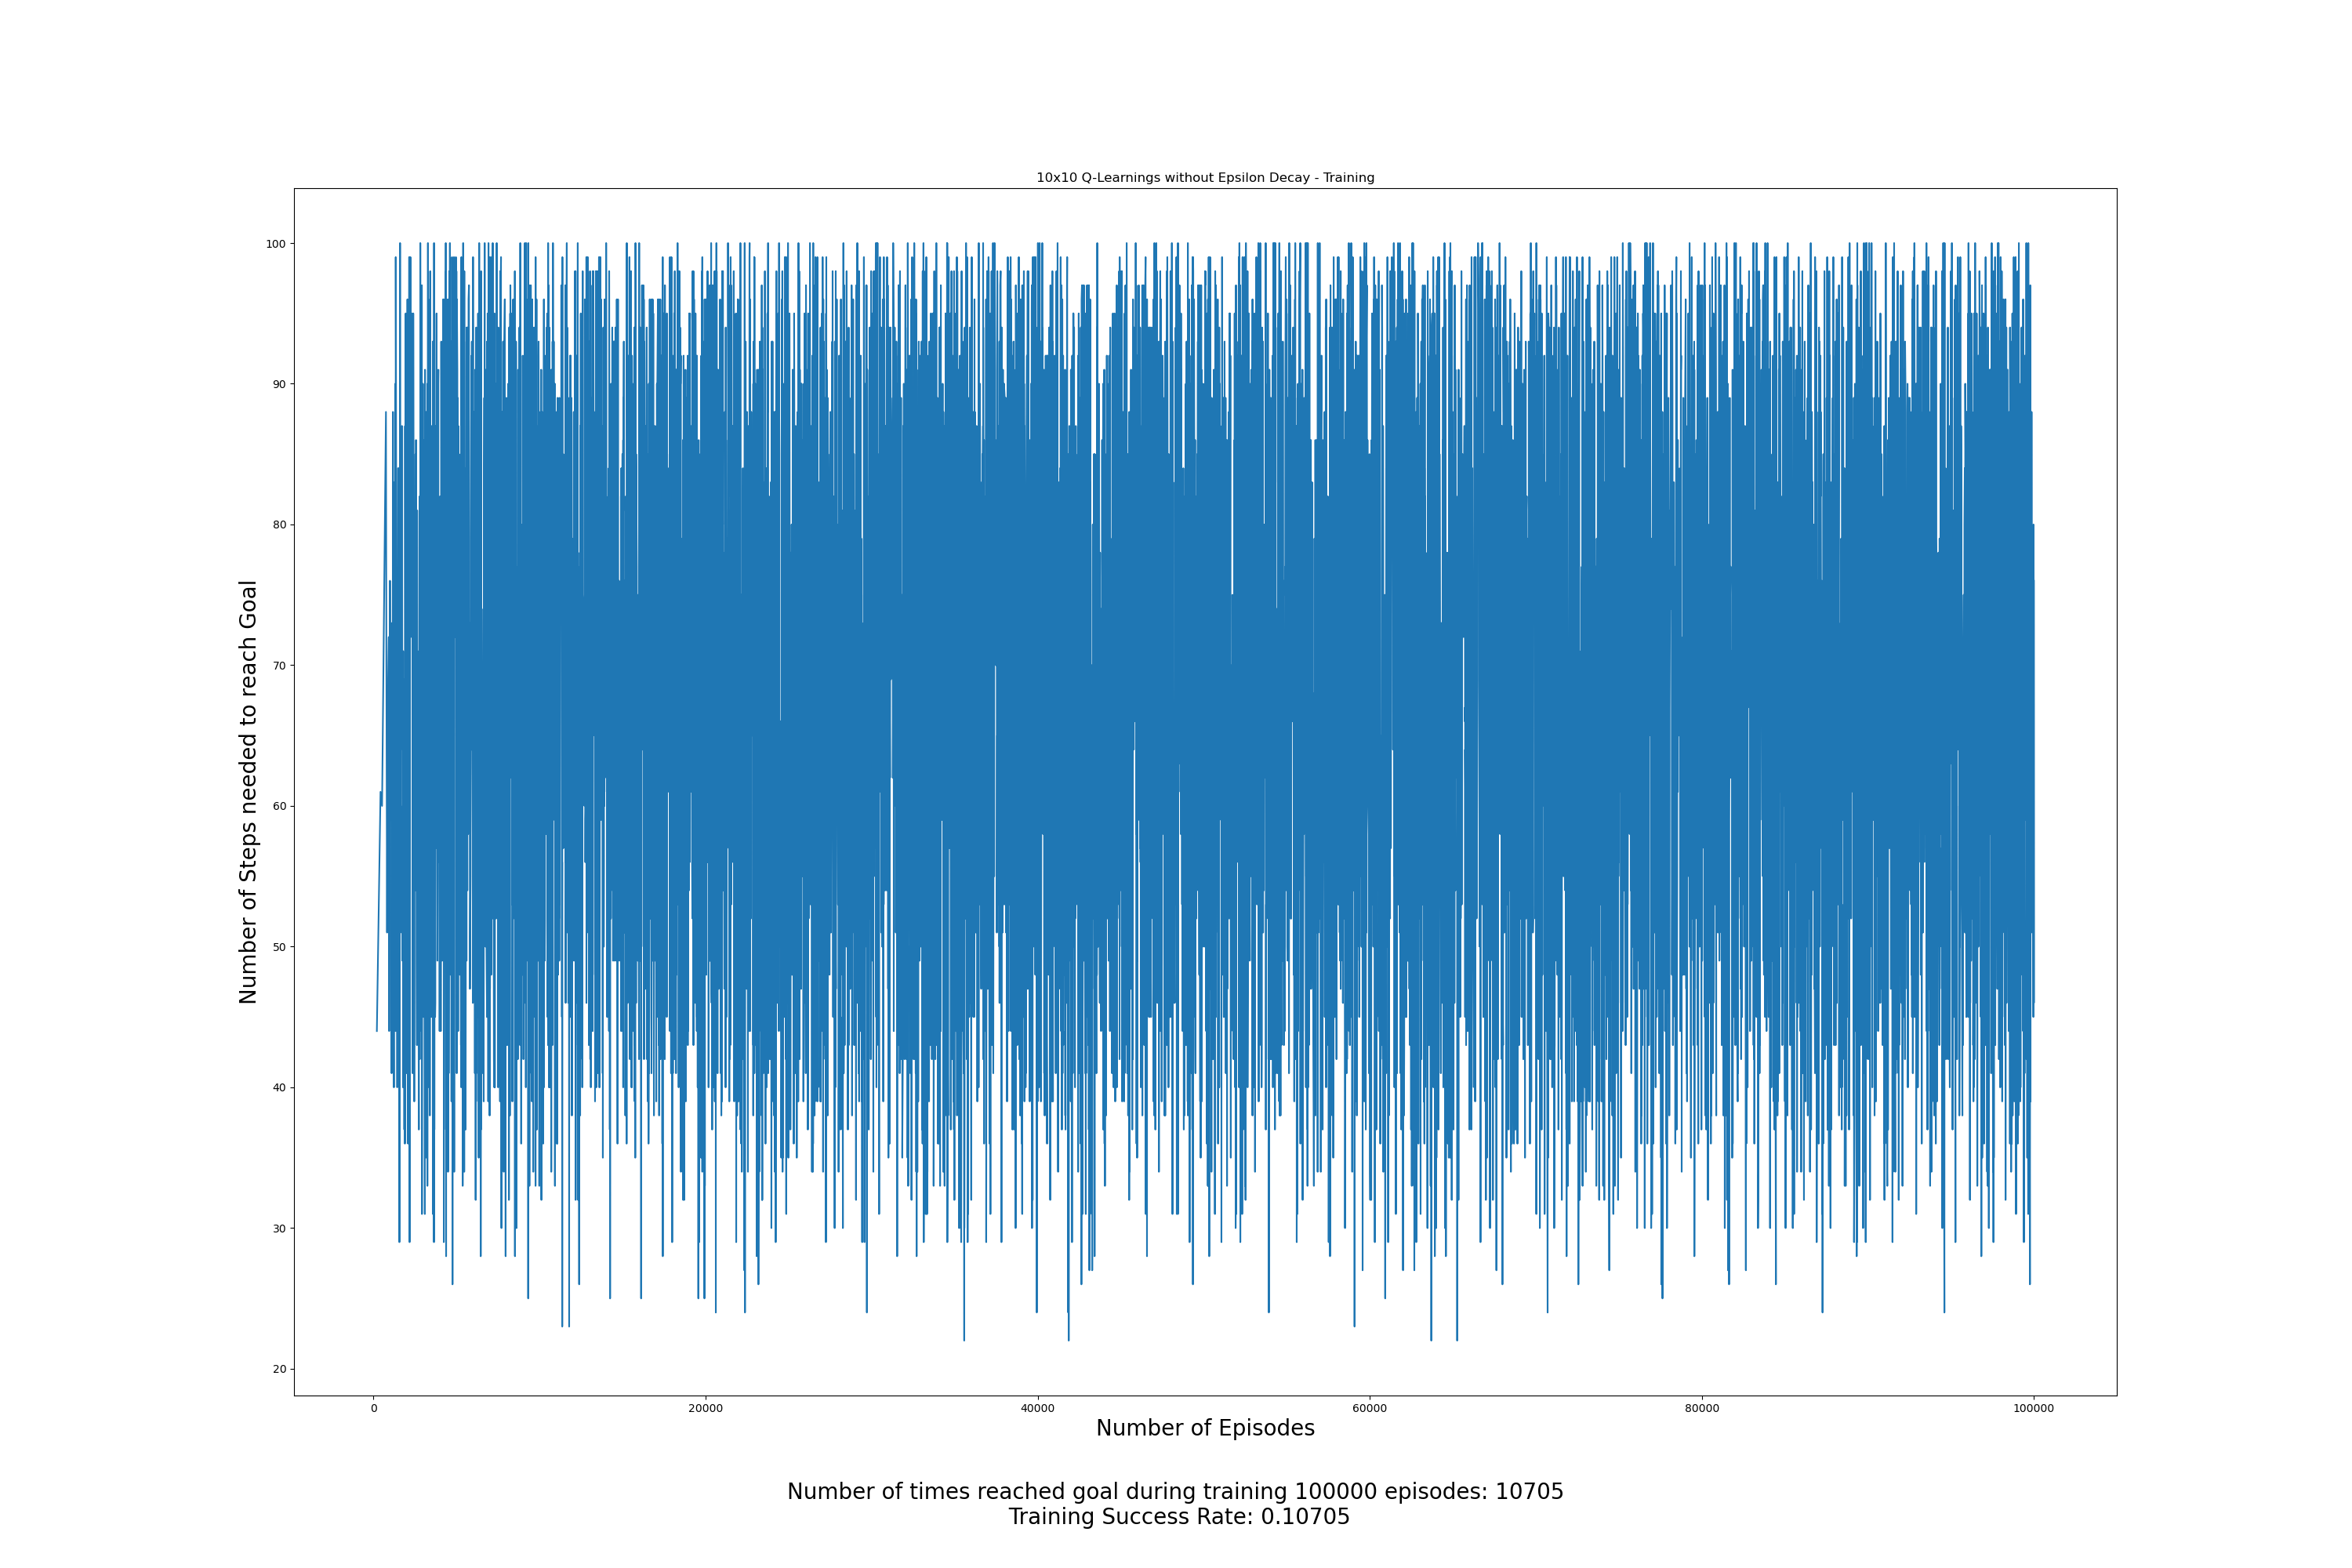 10x10 Q-Learnings without Epsilon Decay - Training
100
90
80
70
60
50
40
30
20
Number of Steps needed to reach Goal
0 20000 40000 60000 80000 100000
Number of Episodes
Number of times reached goal during training 100000 episodes: 10705
Training Success Rate: 0.10705